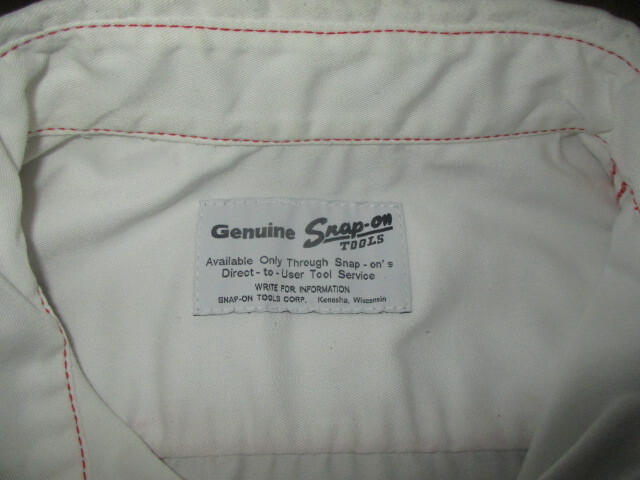 Genuine Snap-on
TOOLS
Available Only Through Snap-on's
Direct-to-User Tool Service
WRITE FOR INFORMATION
SNAP-ON TOOLS CORP. Kenosha, Wisconsin